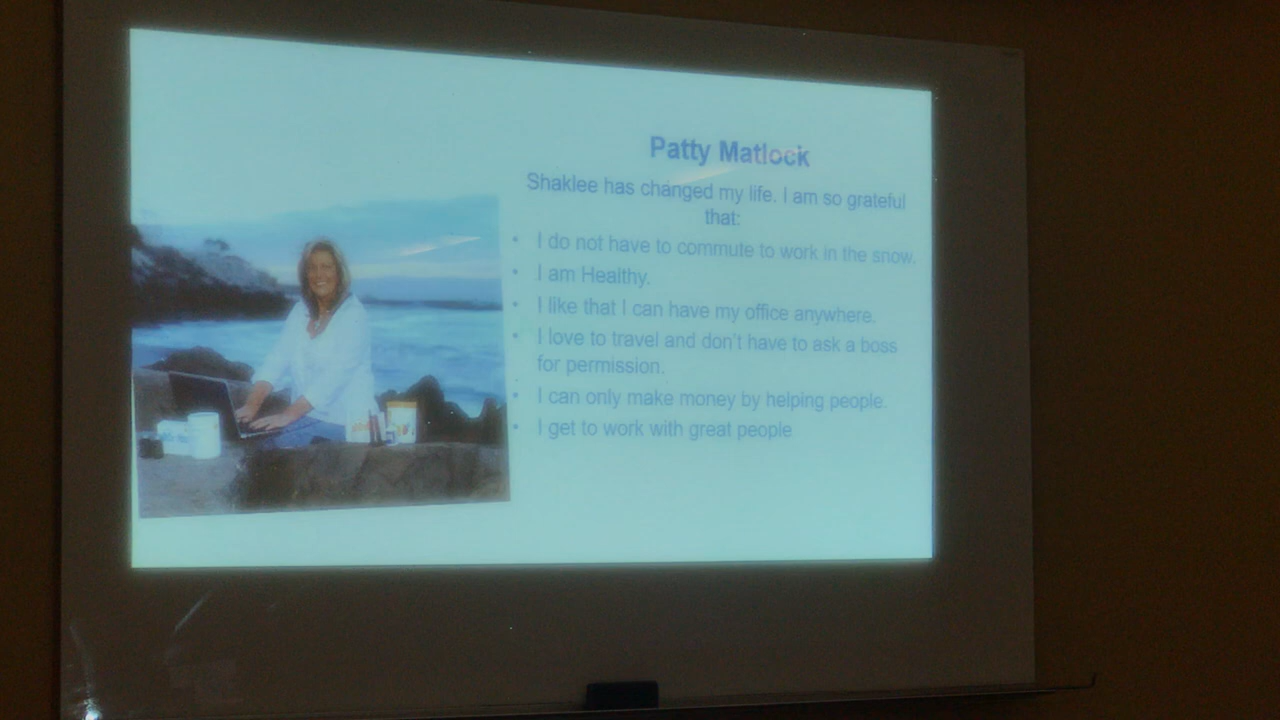 Patty Matlock
Shaklee has changed my life. I am so grateful
that:
• I do not have to commute to work in the snow.
• I am Healthy.
• I like that I can have my office anywhere.
• I love to travel and don't have to ask a boss
for permission.
• I can only make money by helping people.
• I get to work with great people